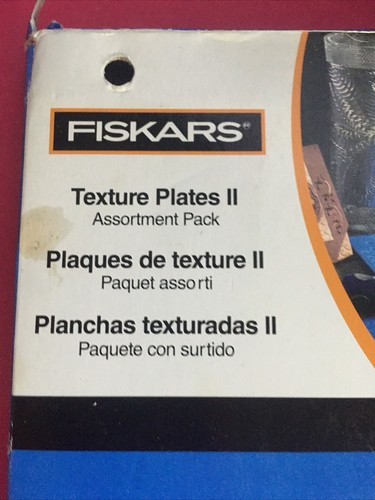 FISKARS®
Texture Plates II
Assortment Pack
Plaques de texture II
Paquet assorti
Planchas texturadas II
Paquete con surtido